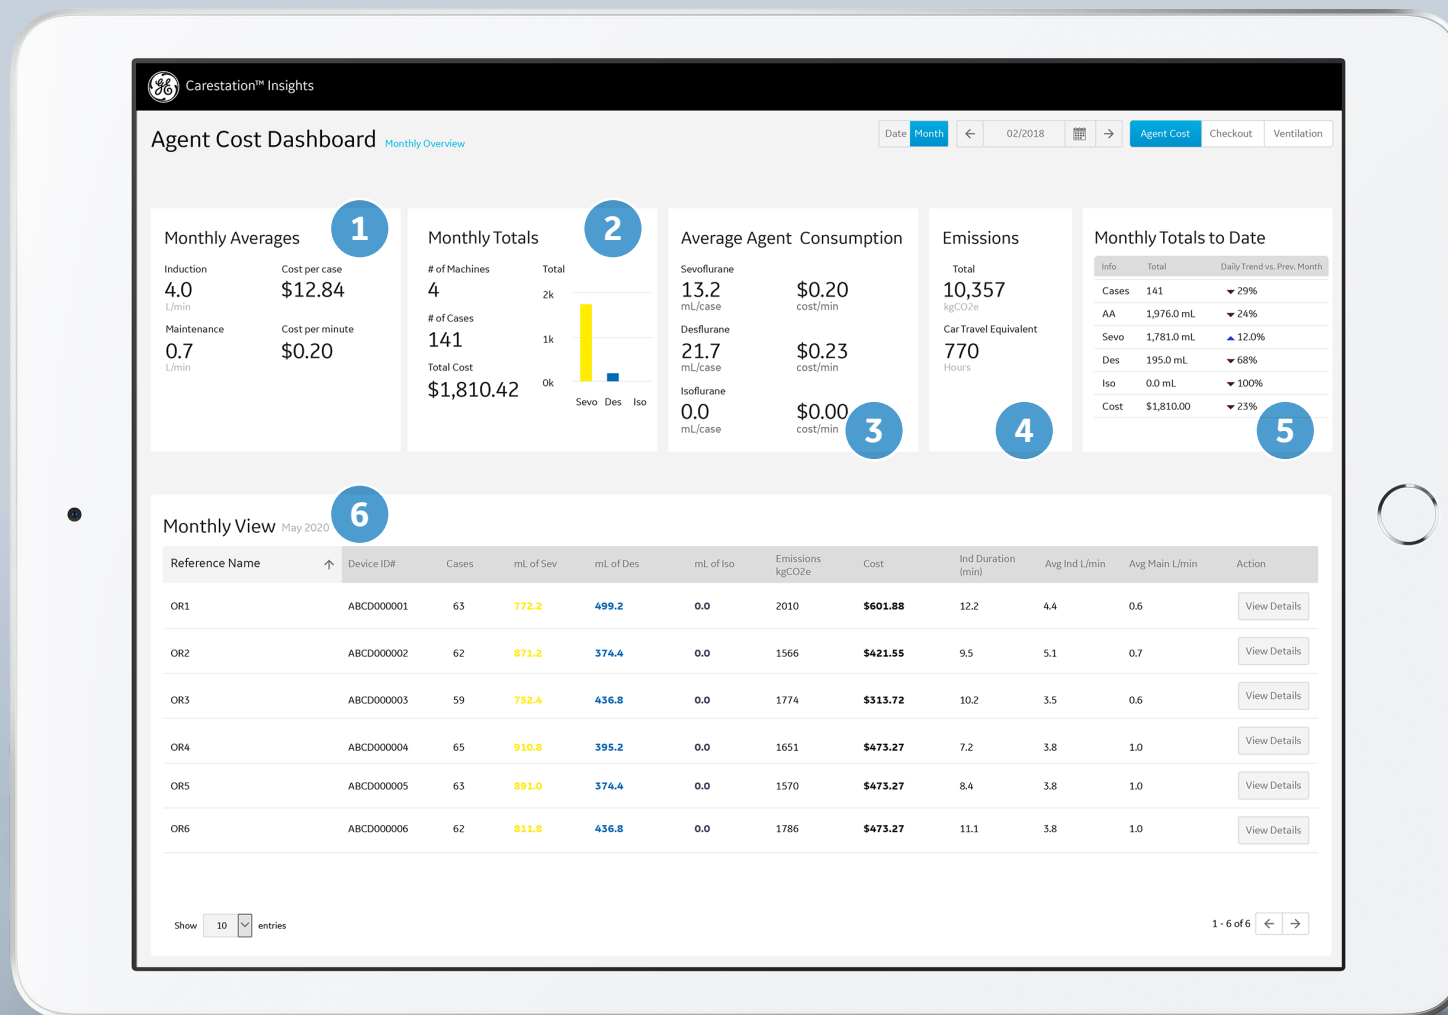 Carestation™ Insights
Agent Cost Dashboard Monthly Overview
Date Month 02/2018 Agent Cost Checkout Ventilation
1
Monthly Averages
Induction Cost per case
4.0 $12.84
L/min
Maintenance Cost per minute
0.7 $0.20
L/min
2
Monthly Totals
# of Machines Total
4
2k
# of Cases
141
1k
Total Cost
$1,810.42
0k
Sevo Des Iso
Average Agent Consumption
Sevoflurane
13.2 $0.20
mL/case cost/min
Desflurane
21.7 $0.23
mL/case cost/min
Isoflurane
0.0 $0.00
mL/case cost/min
3
Emissions
Total
10,357
kgCO2e
Car Travel Equivalent
770
Hours
4
Monthly Totals to Date
Info Total Daily Trend vs. Prev. Month
Cases 141 29%
AA 1,976.0 mL 24%
Sevo 1,781.0 mL 12.0%
Des 195.0 mL 68%
Iso 0.0 mL 100%
Cost $1,810.00 23%
5
6
Monthly View May 2020
Reference Name Device ID# Cases mL of Sev mL of Des mL of Iso Emissions kgCO2e Cost Ind Duration (min) Avg Ind L/min Avg Main L/min Action
OR1 ABCD000001 63 772.2 499.2 0.0 2010 $601.88 12.2 4.4 0.6 View Details
OR2 ABCD000002 62 871.2 374.4 0.0 1566 $421.55 9.5 5.1 0.7 View Details
OR3 ABCD000003 59 752.4 436.8 0.0 1774 $313.72 10.2 3.5 0.6 View Details
OR4 ABCD000004 65 910.8 395.2 0.0 1651 $473.27 7.2 3.8 1.0 View Details
OR5 ABCD000005 63 891.0 374.4 0.0 1570 $473.27 8.4 3.8 1.0 View Details
OR6 ABCD000006 62 811.8 436.8 0.0 1786 $473.27 11.1 3.8 1.0 View Details
Show 10 entries
1 - 6 of 6